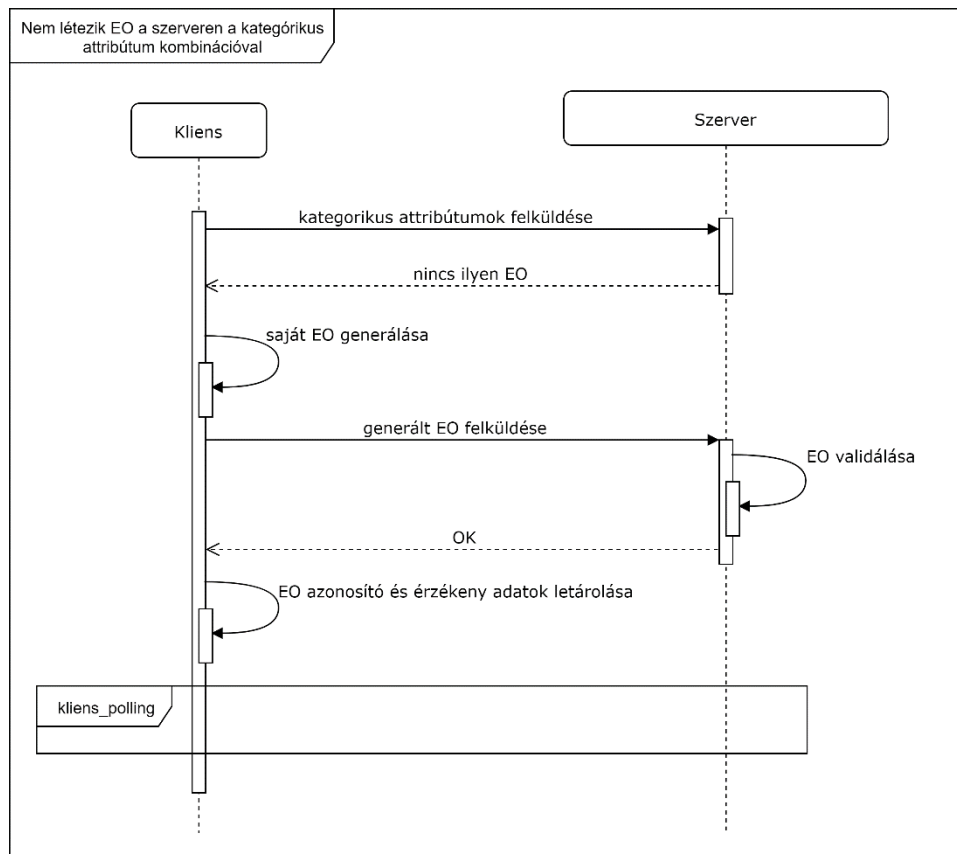 Nem létezik EO a szerveren a kategórikus
attribútum kombinációval
Kliens
Szerver
kategorikus attribútumok felküldése
nincs ilyen EO
saját EO generálása
generált EO felküldése
EO validálása
OK
EO azonosító és érzékeny adatok letárolása
kliens_polling